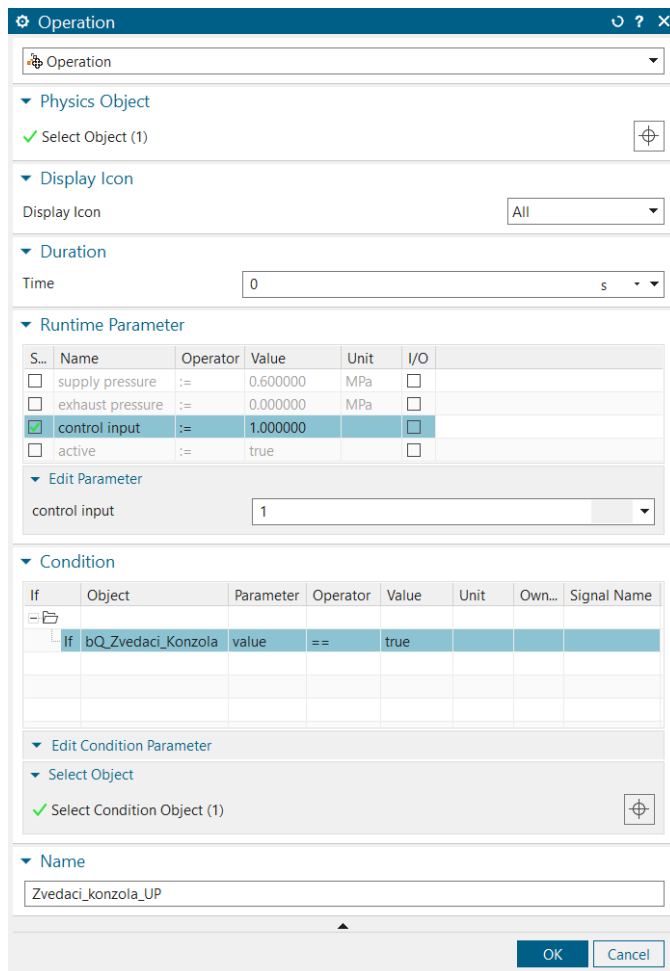 Operation
Operation
Physics Object
Select Object (1)
Display Icon
Display Icon All
Duration
Time 0 s
Runtime Parameter
S... Name Operator Value Unit I/O
supply pressure := 0.600000 MPa
exhaust pressure := 0.000000 MPa
control input := 1.000000
active := true
Edit Parameter
control input 1
Condition
If Object Parameter Operator Value Unit Own... Signal Name
If bQ_Zvedaci_Konzola value == true
Edit Condition Parameter
Select Object
Select Condition Object (1)
Name
Zvedaci_konzola_UP
OK Cancel